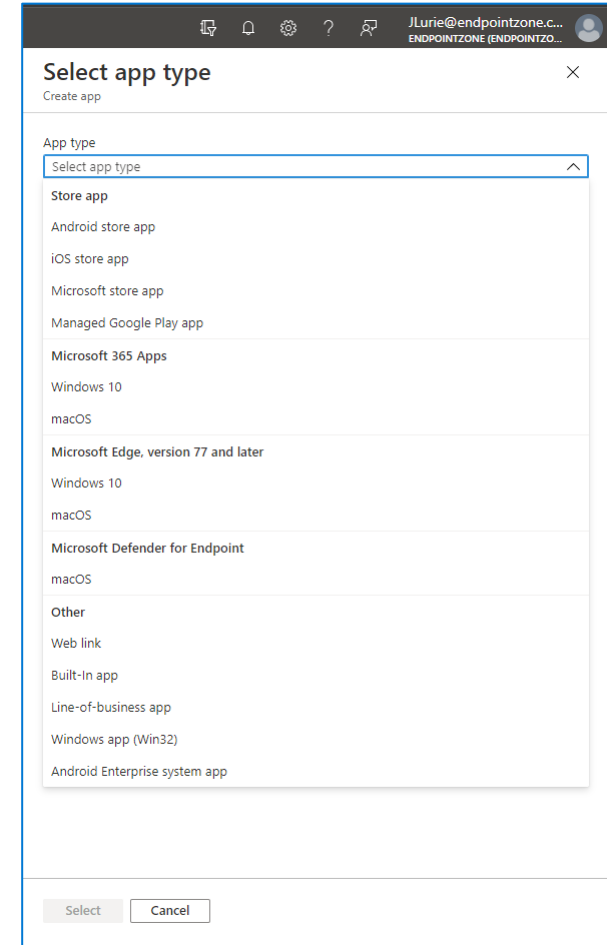 JLurie@endpointzone.c...
ENDPOINTZONE (ENDPOINTZO...
Select app type
Create app
App type
Select app type
Store app
Android store app
iOS store app
Microsoft store app
Managed Google Play app
Microsoft 365 Apps
Windows 10
macOS
Microsoft Edge, version 77 and later
Windows 10
macOS
Microsoft Defender for Endpoint
macOS
Other
Web link
Built-In app
Line-of-business app
Windows app (Win32)
Android Enterprise system app
Select
Cancel